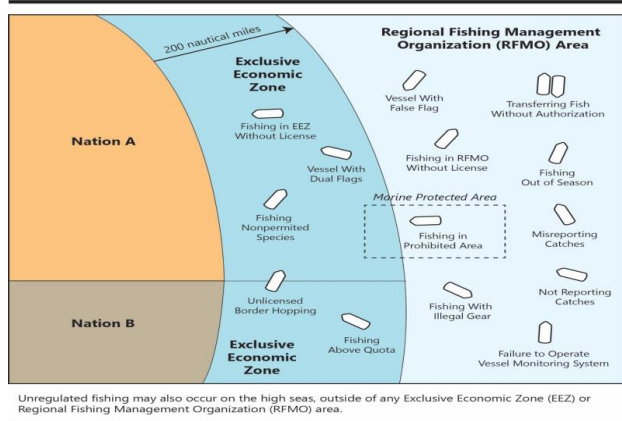 200 nautical miles
Regional Fishing Management
Organization (RFMO) Area
Exclusive
Economic
Zone
Nation A
Fishing in EEZ
Without License
Vessel With
Dual Flags
Fishing
Nonpermited
Species
Vessel With
False Flag
Transferring Fish
Without Authorization
Fishing in RFMO
Without License
Fishing
Out of Season
Marine Protected Area
Fishing in
Prohibited Area
Misreporting
Catches
Unlicensed
Border Hopping
Nation B
Fishing
Above Quota
Exclusive
Economic
Zone
Fishing With
Illegal Gear
Not Reporting
Catches
Failure to Operate
Vessel Monitoring System
Unregulated fishing may also occur on the high seas, outside of any Exclusive Economic Zone (EEZ) or
Regional Fishing Management Organization (RFMO) area.